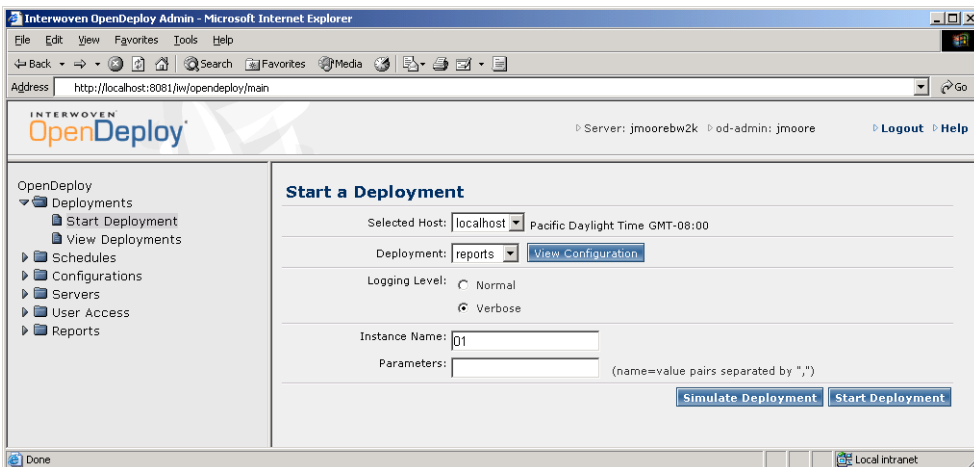 Interwoven OpenDeploy Admin - Microsoft Internet Explorer
File Edit View Favorites Tools Help
Back Search Favorites Media
Address http://localhost:8081/iw/opendeploy/main Go
INTERWOVEN
OpenDeploy
Server: jmoorebw2k od-admin: jmoore Logout Help
OpenDeploy
Deployments
Start Deployment
View Deployments
Schedules
Configurations
Servers
User Access
Reports
Start a Deployment
Selected Host: localhost Pacific Daylight Time GMT-08:00
Deployment: reports View Configuration
Logging Level: Normal
Verbose
Instance Name: 01
Parameters: (name=value pairs separated by ",")
Simulate Deployment Start Deployment
Done Local intranet